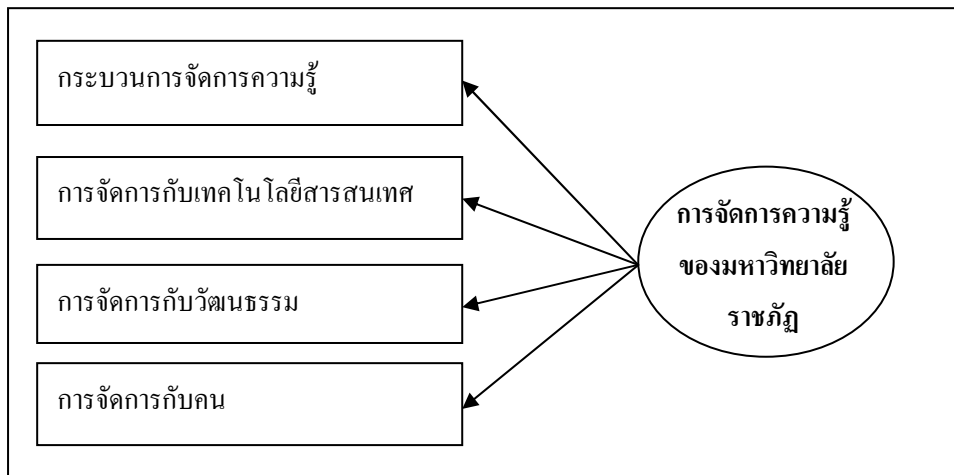 กระบวนการจัดการความรู้
การจัดการกับเทคโนโลยีสารสนเทศ
การจัดการกับวัฒนธรรม
การจัดการกับคน
การจัดการความรู้
ของมหาวิทยาลัย
ราชภัฏ